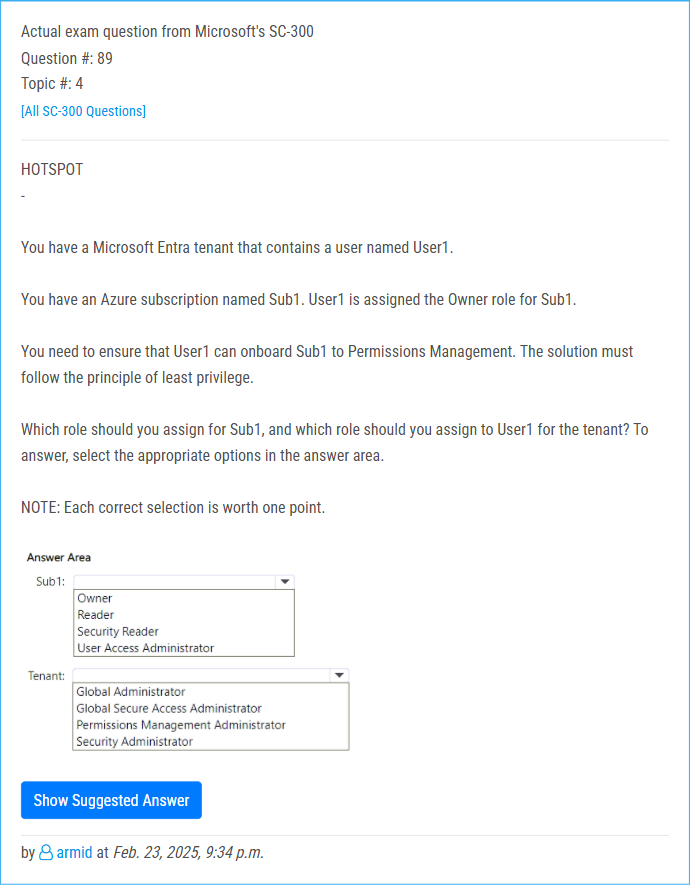 Actual exam question from Microsoft's SC-300
Question #: 89
Topic #: 4
[All SC-300 Questions]
HOTSPOT
-
You have a Microsoft Entra tenant that contains a user named User1.
You have an Azure subscription named Sub1. User1 is assigned the Owner role for Sub1.
You need to ensure that User1 can onboard Sub1 to Permissions Management. The solution must
follow the principle of least privilege.
Which role should you assign for Sub1, and which role should you assign to User1 for the tenant? To
answer, select the appropriate options in the answer area.
NOTE: Each correct selection is worth one point.
Answer Area
Sub1:
Owner
Reader
Security Reader
User Access Administrator
Tenant:
Global Administrator
Global Secure Access Administrator
Permissions Management Administrator
Security Administrator
Show Suggested Answer
by armid at Feb. 23, 2025, 9:34 p.m.